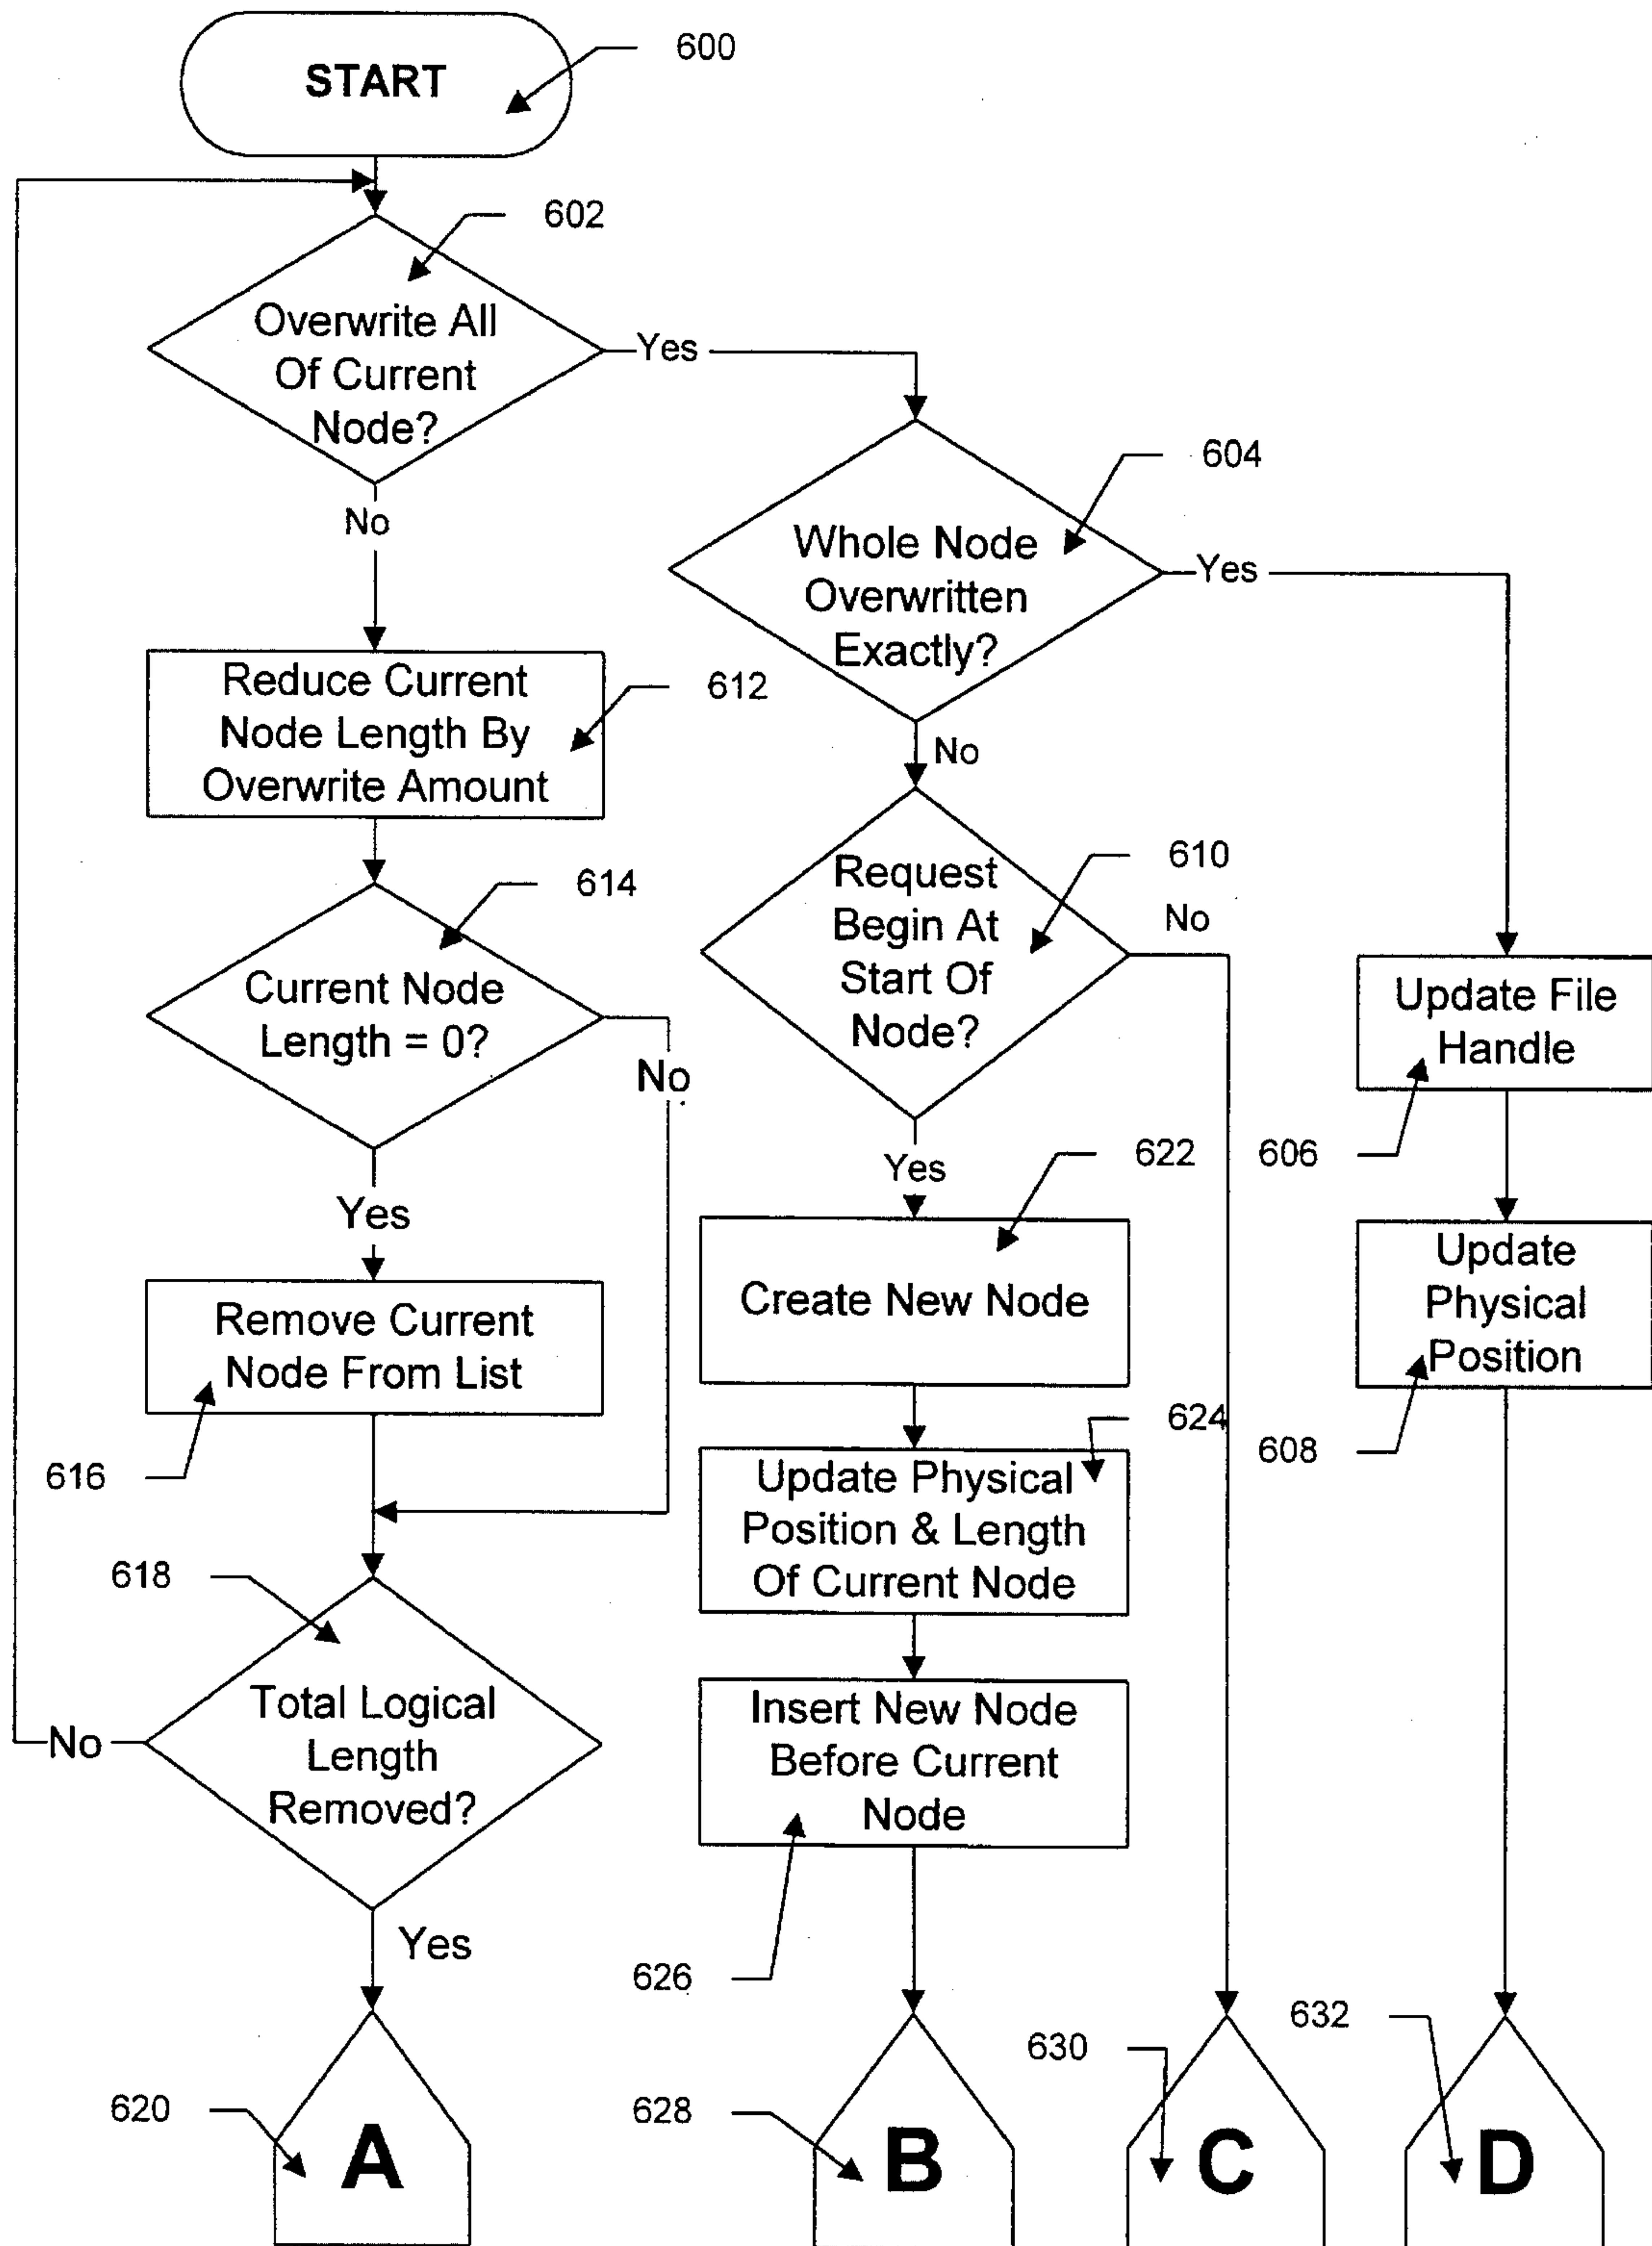 START
600
602
Overwrite All
Of Current
Node?
Yes
No
604
Whole Node
Overwritten
Exactly?
Yes
No
Reduce Current
Node Length By
Overwrite Amount
612
614
Current Node
Length = 0?
No
Yes
610
Request
Begin At
Start Of
Node?
No
Yes
Update File
Handle
606
622
Create New Node
Update
Physical
Position
608
Remove Current
Node From List
616
624
Update Physical
Position & Length
Of Current Node
618
Total Logical
Length
Removed?
No
Yes
Insert New Node
Before Current
Node
626
620
A
628
B
630
C
632
D